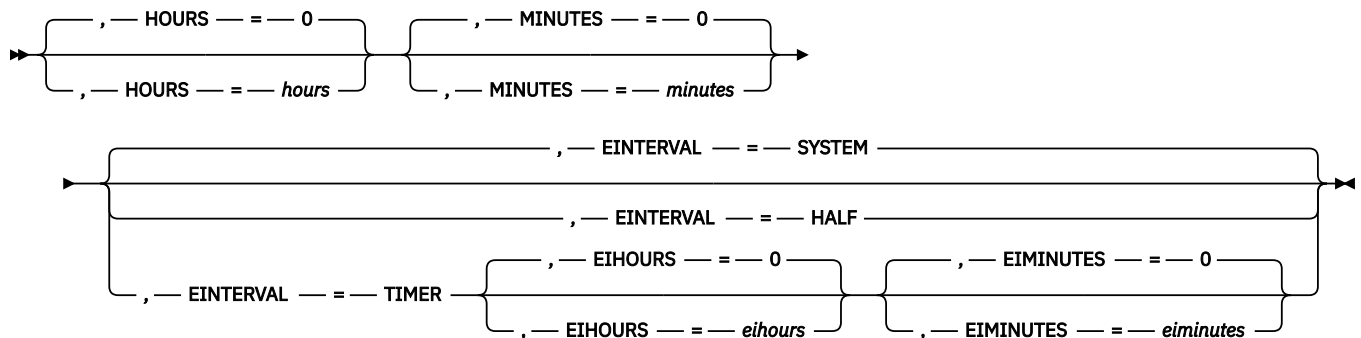 , HOURS = 0 , MINUTES = 0
, HOURS = hours , MINUTES = minutes
, EINTERVAL = SYSTEM
, EINTERVAL = HALF
, EIHOURS = 0 , EIMINUTES = 0
, EINTERVAL = TIMER
, EIHOURS = eihours , EIMINUTES = eiminutes